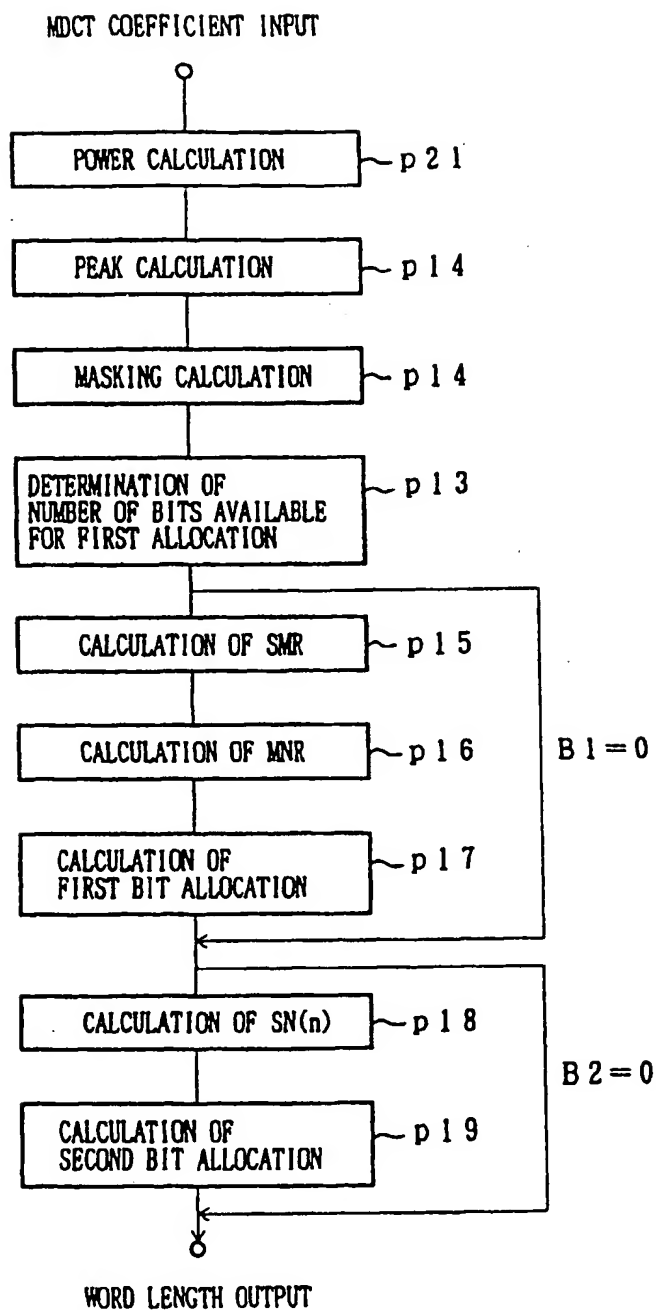 MDCT COEFFICIENT INPUT
POWER CALCULATION
p21
PEAK CALCULATION
p14
MASKING CALCULATION
p14
DETERMINATION OF
NUMBER OF BITS AVAILABLE
FOR FIRST ALLOCATION
p13
CALCULATION OF SMR
p15
CALCULATION OF MNR
p16
B1=0
CALCULATION OF
FIRST BIT ALLOCATION
p17
CALCULATION OF SN(n)
p18
B2=0
CALCULATION OF
SECOND BIT ALLOCATION
p19
WORD LENGTH OUTPUT